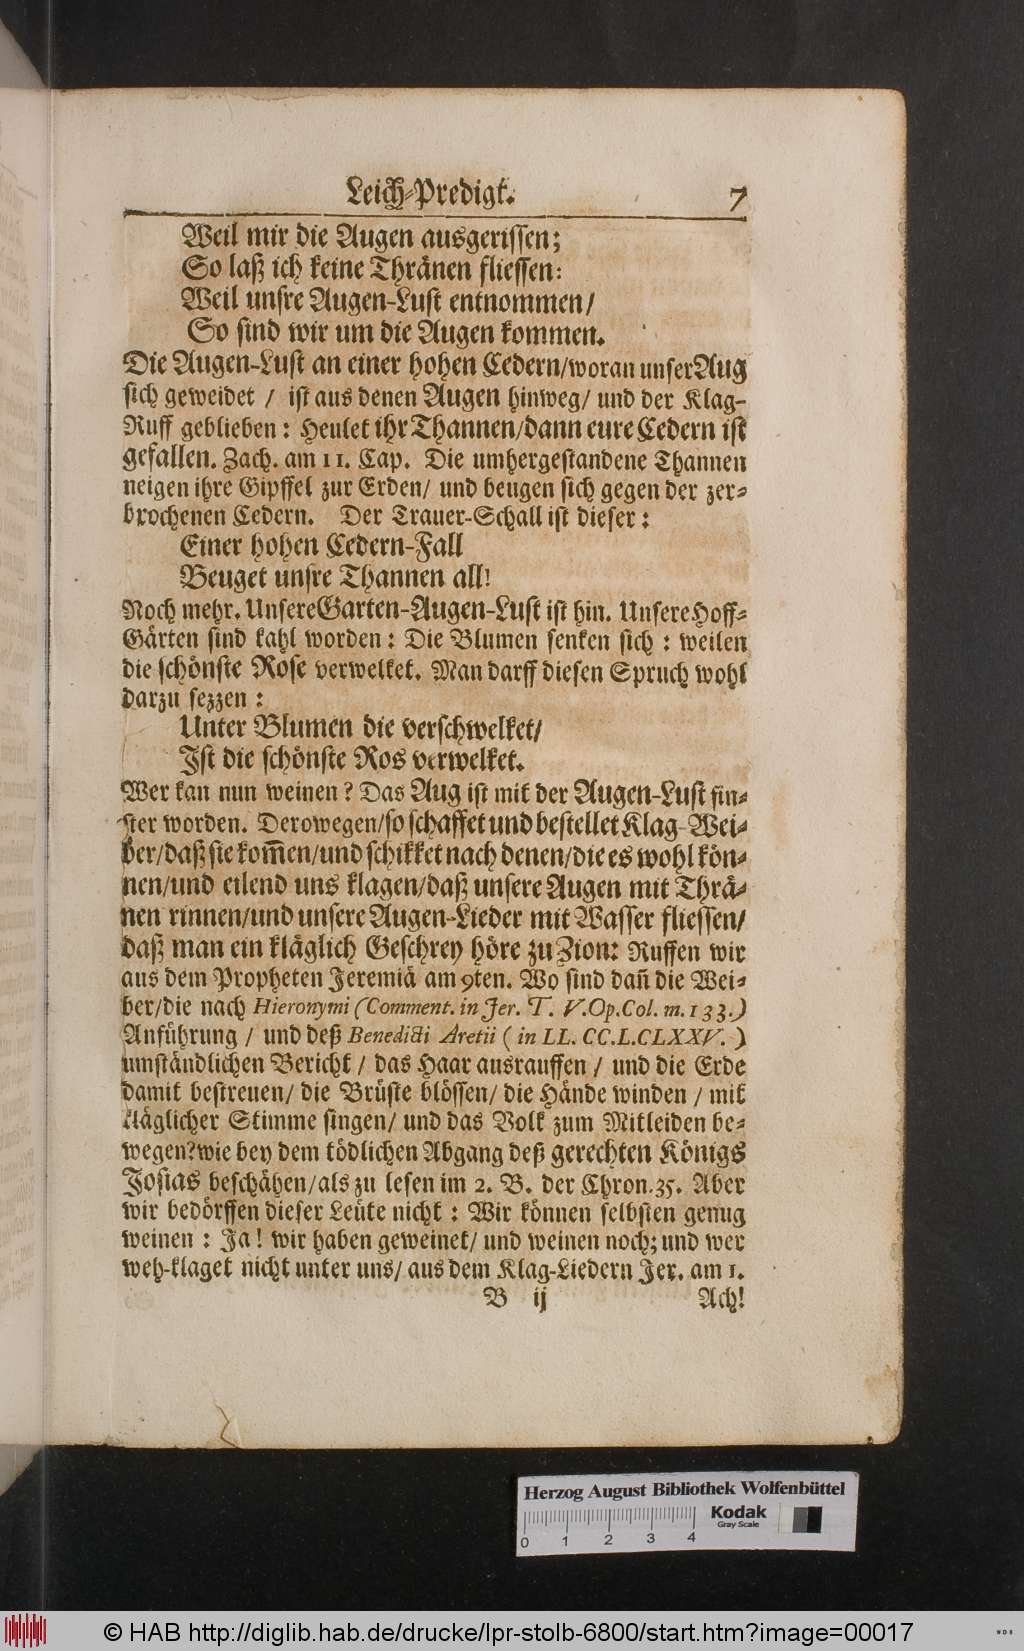 Leich-Predigt. 7
Weil mir die Augen ausgerissen;
So laß ich keine Thränen fliessen:
Weil unsre Augen-Lust entnommen/
So sind wir um die Augen kommen.
Die Augen-Lust an einer hohen Cedern/woran unser Aug
sich geweidet / ist aus denen Augen hinweg/ und der Klag-
Ruff geblieben: Heulet ihr Thannen/dann eure Cedern ist
gefallen. Zach. am 11. Cap. Die umhergestandene Thannen
neigen ihre Gipffel zur Erden/ und beugen sich gegen der zer-
brochenen Cedern. Der Trauer-Schall ist dieser:
Einer hohen Cedern-Fall
Beuget unsre Thannen all!
Noch mehr. Unsere Garten-Augen-Lust ist hin. Unsere Hoff-
Gärten sind kahl worden: Die Blumen senken sich: weilen
die schönste Rose verwelket. Man darff diesen Spruch wohl
darzu sezzen:
Unter Blumen die verschwelket/
Ist die schönste Ros verwelket.
Wer kan nun weinen? Das Aug ist mit der Augen-Lust fin-
ster worden. Derowegen/so schaffet und bestellet Klag-Wei-
ber/daß sie kom̄en/und schikket nach denen/die es wohl kön-
nen/und eilend uns klagen/daß unsere Augen mit Thrä-
nen rinnen/und unsere Augen-Lieder mit Wasser fliessen/
daß man ein kläglich Geschrey höre zu Zion: Ruffen wir
aus dem Propheten Jeremiä am 9ten. Wo sind dan̄ die Wei-
ber/die nach Hieronymi (Comment. in Jer. T. V. Op. Col. m. 133.)
Anführung / und deß Benedicti Aretii ( in LL. CC. L. CLXXV. )
umständlichen Bericht / das Haar ausrauffen / und die Erde
damit bestreuen/ die Brüste blössen/ die Hände winden / mit
kläglicher Stimme singen/ und das Volk zum Mitleiden be-
wegen? wie bey dem tödlichen Abgang deß gerechten Königs
Josias beschähen/als zu lesen im 2. B. der Chron. 35. Aber
wir bedörffen dieser Leüte nicht: Wir können selbsten genug
weinen: Ja! wir haben geweinet/ und weinen noch; und wer
weh-klaget nicht unter uns/ aus dem Klag-Liedern Jer. am 1.
B ij Ach!
Herzog August Bibliothek Wolfenbüttel
Kodak
Gray Scale
0 1 2 3 4
© HAB http://diglib.hab.de/drucke/lpr-stolb-6800/start.htm?image=00017